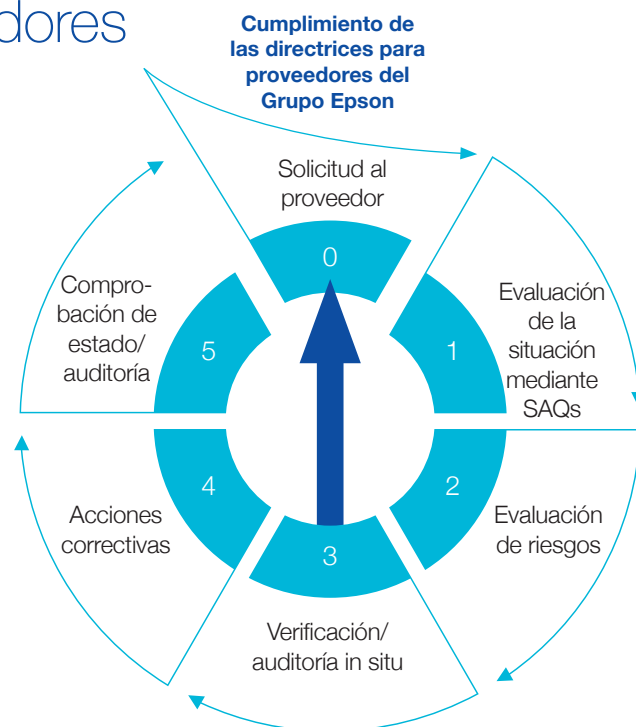 Cumplimiento de
las directrices para
proveedores del
Grupo Epson
Solicitud al
proveedor
0
Evaluación
de la
situación
mediante
SAQs
1
Evaluación
de riesgos
2
Verificación/
auditoría in situ
3
Acciones
correctivas
4
Compro-
bación de
estado/
auditoría
5